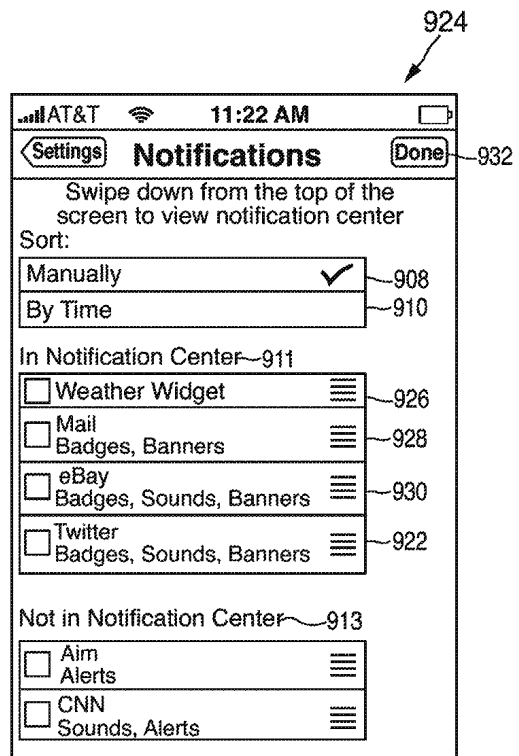 924
AT&T 11:22 AM
Settings Notifications Done 932
Swipe down from the top of the
screen to view notification center
Sort:
Manually 908
By Time 910
In Notification Center 911
Weather Widget 926
Mail
Badges, Banners 928
eBay
Badges, Sounds, Banners 930
Twitter
Badges, Sounds, Banners 922
Not in Notification Center 913
Aim
Alerts
CNN
Sounds, Alerts